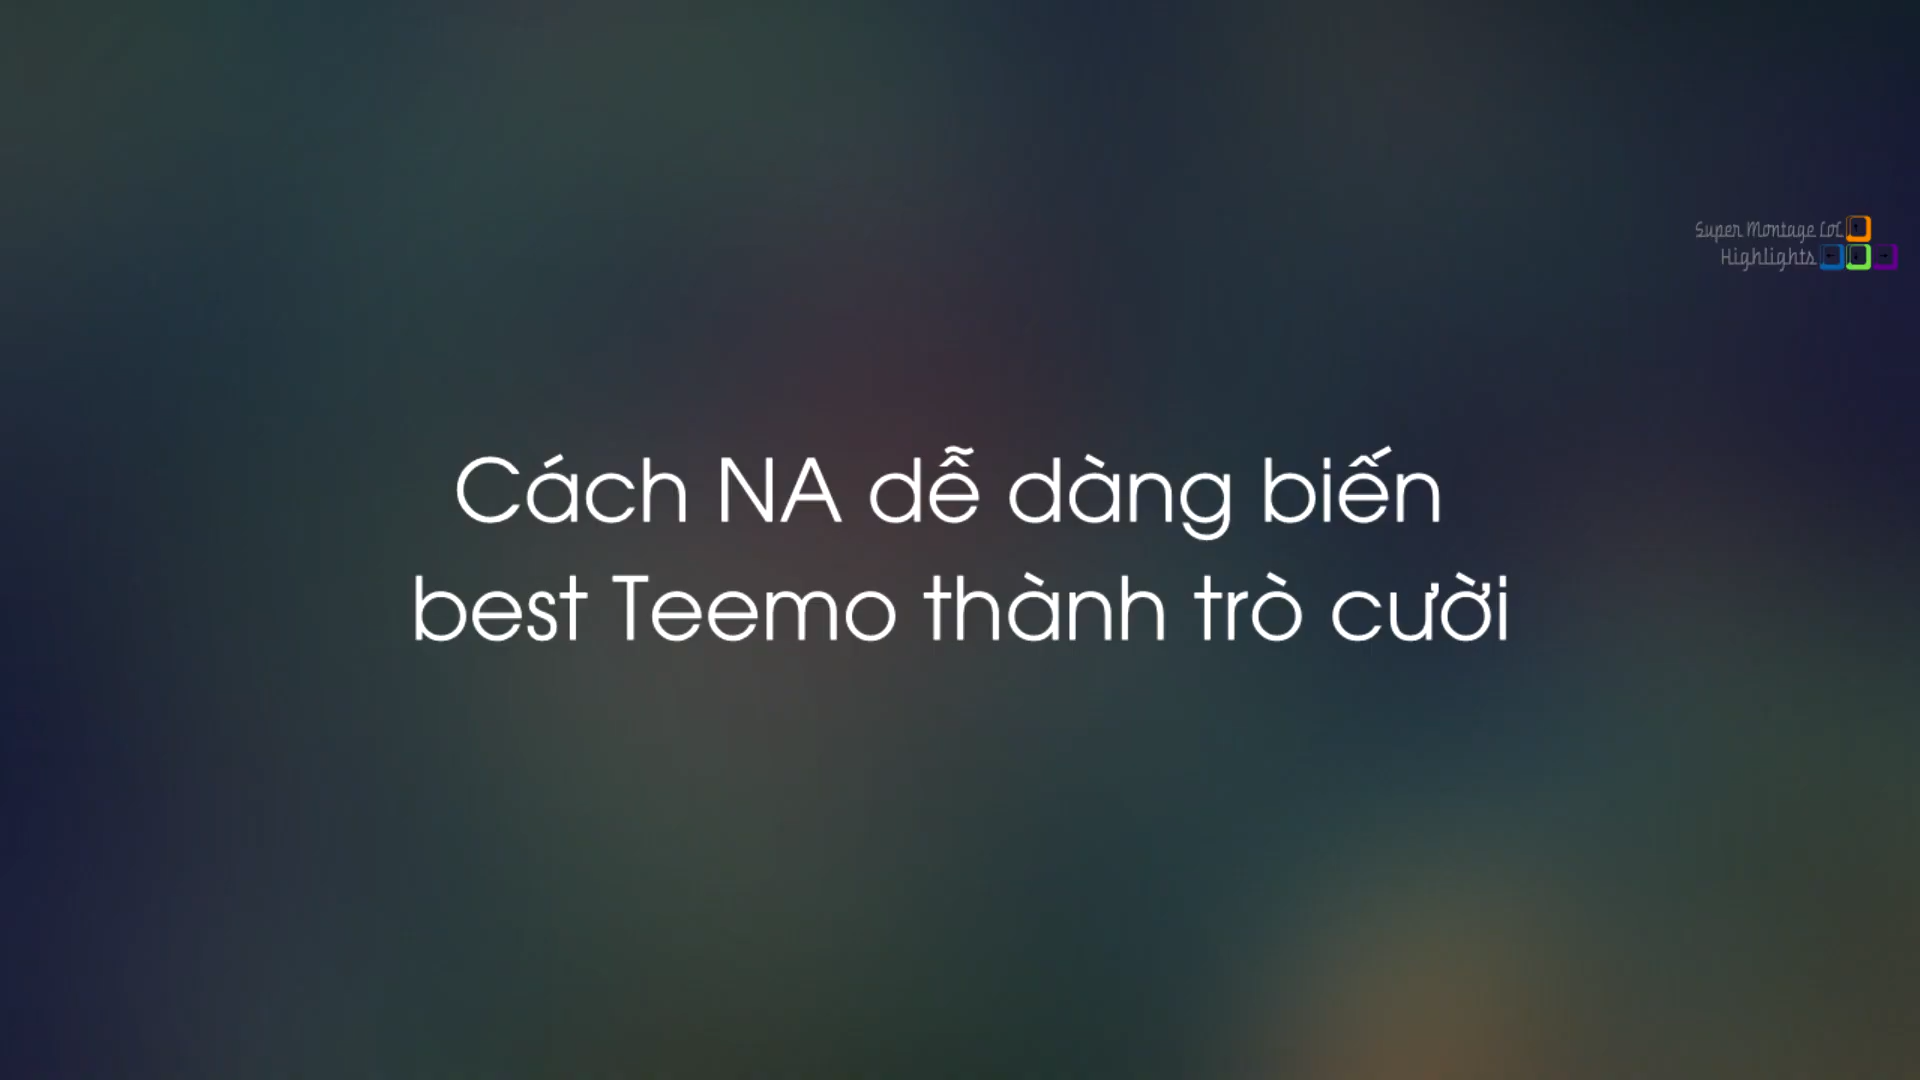 Super Montage LoL
Highlights
Cách NA dễ dàng biến
best Teemo thành trò cười